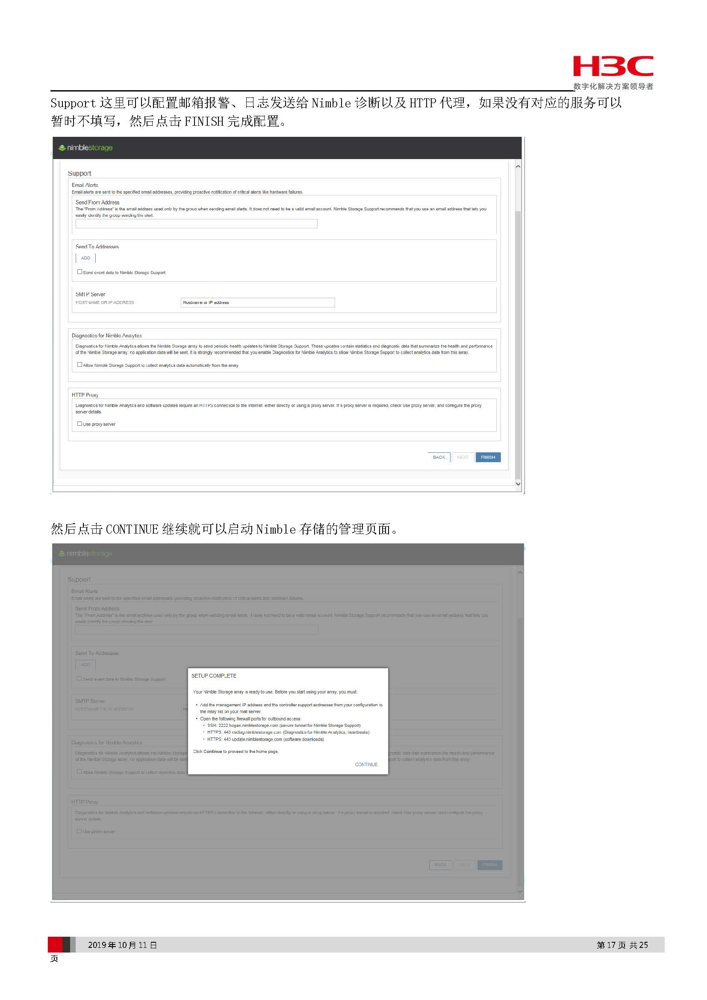 H3C
数字化解决方案领导者
Support 这里可以配置邮箱报警、日志发送给 Nimble 诊断以及 HTTP 代理，如果没有对应的服务可以
暂时不填写，然后点击 FINISH 完成配置。
nimblestorage
Support
Email Alerts
Email alerts are sent to the specified email addresses, providing proactive notification of critical alerts like hardware failures.
Send From Address
The "From Address" is the email address used only by the group when sending email alerts. It does not need to be a valid email account. Nimble Storage Support recommends that you use an email address that lets you
easily identify the group sending the alert.
Send To Addresses
ADD
Send event data to Nimble Storage Support
SMTP Server
HOSTNAME OR IP ADDRESS
Hostname or IP address
Diagnostics for Nimble Analytics
Diagnostics for Nimble Analytics allows the Nimble Storage array to send periodic health updates to Nimble Storage Support. These updates contain statistics and diagnostic data that summarize the health and performance
of the Nimble Storage array; no application data will be sent. It is strongly recommended that you enable Diagnostics for Nimble Analytics to allow Nimble Storage Support to collect analytics data from this array.
Allow Nimble Storage Support to collect analytics data automatically from the array.
HTTP Proxy
Diagnostics for Nimble Analytics and software updates require an HTTPS connection to the Internet, either directly or using a proxy server. If a proxy server is required, check Use proxy server, and configure the proxy
server details.
Use proxy server
BACK NEXT FINISH
然后点击 CONTINUE 继续就可以启动 Nimble 存储的管理页面。
nimblestorage
Support
Email Alerts
Email alerts are sent to the specified email addresses, providing proactive notification of critical alerts like hardware failures.
Send From Address
The "From Address" is the email address used only by the group when sending email alerts. It does not need to be a valid email account. Nimble Storage Support recommends that you use an email address that lets you
easily identify the group sending the alert.
Send To Addresses
ADD
Send event data to Nimble Storage Support
SMTP Server
HOSTNAME OR IP ADDRESS
SETUP COMPLETE
Your Nimble Storage array is ready to use. Before you start using your array, you must:
• Add the management IP address and the controller support addresses from your configuration to
the relay list on your mail server.
• Open the following firewall ports for outbound access:
• SSH: 2222 hogan.nimblestorage.com (secure tunnel for Nimble Storage Support)
• HTTPS: 443 nsdiag.nimblestorage.com (Diagnostics for Nimble Analytics, heartbeats)
• HTTPS: 443 update.nimblestorage.com (software downloads)
Click Continue to proceed to the home page.
CONTINUE
Diagnostics for Nimble Analytics
Diagnostics for Nimble Analytics allows the Nimble Storage
diagnostic data that summarize the health and performance
of the Nimble Storage array; no application data will be sent
to collect analytics data from this array.
Allow Nimble Storage Support to collect analytics data
HTTP Proxy
Diagnostics for Nimble Analytics and software updates require an HTTPS connection to the Internet, either directly or using a proxy server. If a proxy server is required, check Use proxy server, and configure the proxy
server details.
Use proxy server
BACK NEXT FINISH
2019 年 10 月 11 日 第 17 页 共 25
页